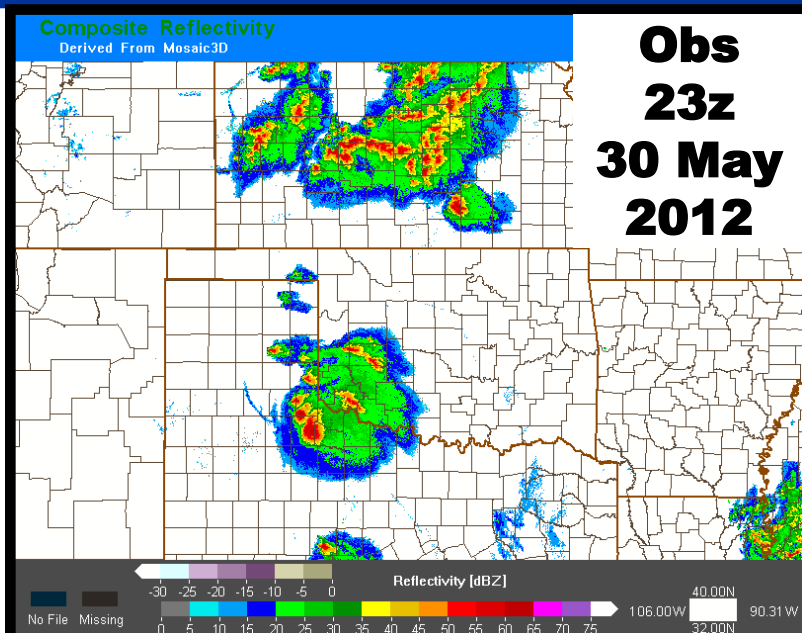 Composite Reflectivity
Derived From Mosaic3D
Obs
23z
30 May
2012
Reflectivity [dBZ]
-30 -25 -20 -15 -10 -5 0
No File Missing
0 5 10 15 20 25 30 35 40 45 50 55 60 65 70 75
40.00N
106.00W 90.31W
32.00N